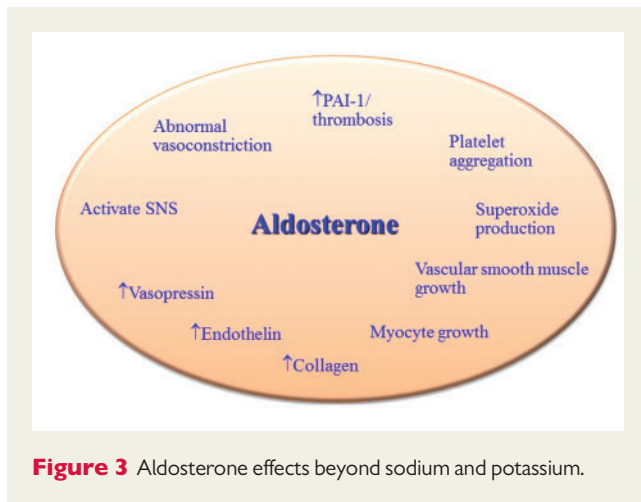 ↑PAI-1/
thrombosis
Abnormal
vasoconstriction
Platelet
aggregation
Activate SNS
Aldosterone
Superoxide
production
Vascular smooth muscle
growth
↑Vasopressin
↑Endothelin
Myocyte growth
↑Collagen
Figure 3 Aldosterone effects beyond sodium and potassium.